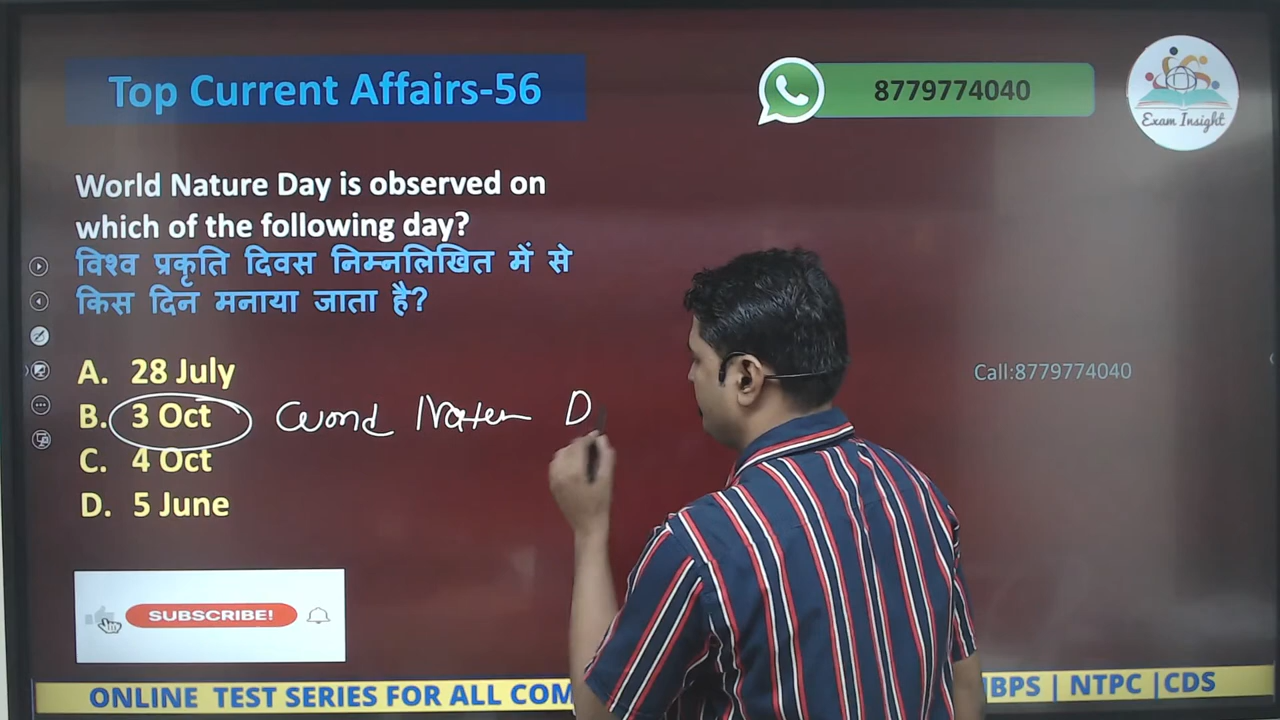 Top Current Affairs-56
8779774040
Exam Insight
World Nature Day is observed on
which of the following day?
विश्व प्रकृति दिवस निम्नलिखित में से
किस दिन मनाया जाता है?
A. 28 July
Call:8779774040
B. 3 Oct
D
C. 4 Oct
D. 5 June
SUBSCRIBE!
ONLINE TEST SERIES FOR ALL COM
IBPS | NTPC |CDS